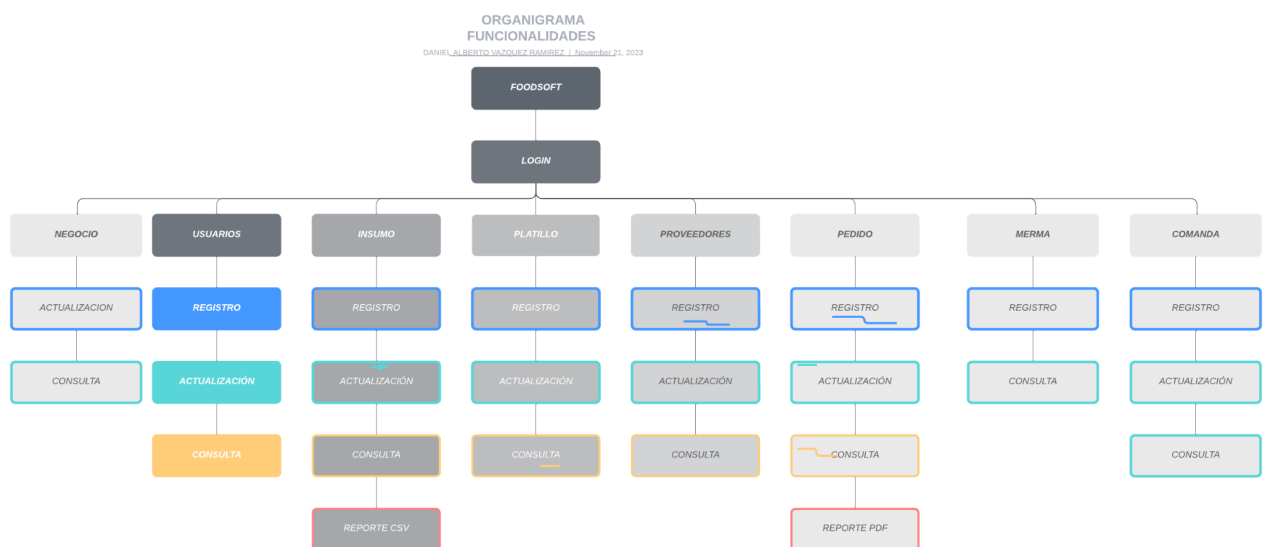 ORGANIGRAMA
FUNCIONALIDADES
DANIEL ALBERTO VAZQUEZ RAMIREZ | November 21, 2023
FOODSOFT
LOGIN
NEGOCIO
USUARIOS
INSUMO
PLATILLO
PROVEEDORES
PEDIDO
MERMA
COMANDA
ACTUALIZACION
REGISTRO
REGISTRO
REGISTRO
REGISTRO
REGISTRO
REGISTRO
REGISTRO
CONSULTA
ACTUALIZACIÓN
ACTUALIZACIÓN
ACTUALIZACIÓN
ACTUALIZACIÓN
ACTUALIZACIÓN
CONSULTA
ACTUALIZACIÓN
CONSULTA
CONSULTA
CONSULTA
CONSULTA
CONSULTA
CONSULTA
REPORTE CSV
REPORTE PDF